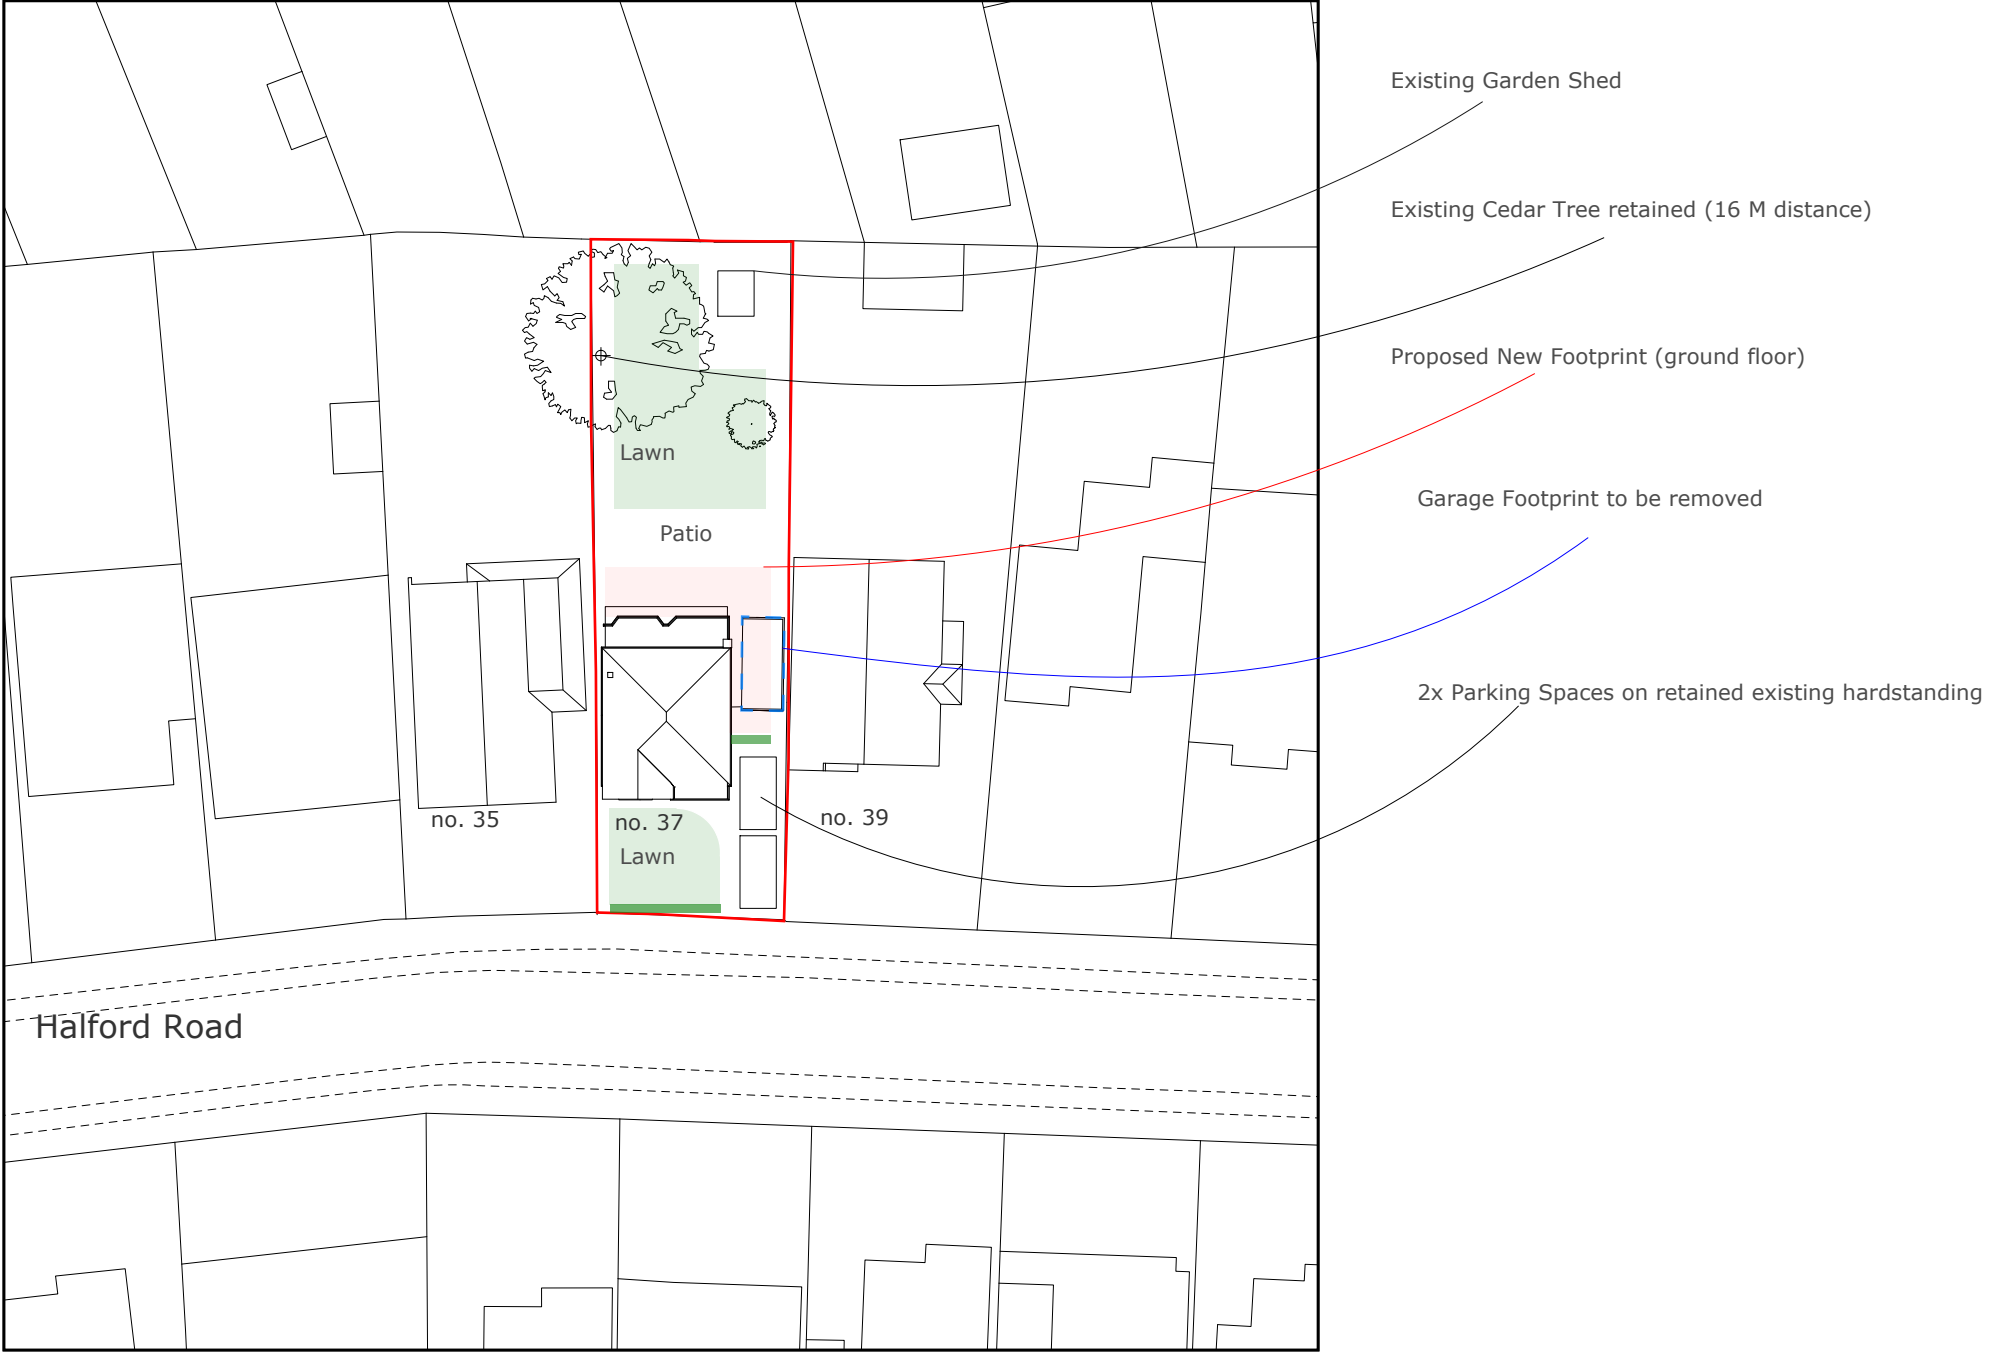 Existing Garden Shed
Existing Cedar Tree retained (16 M distance)
Proposed New Footprint (ground floor)
Lawn
Garage Footprint to be removed
Patio
2x Parking Spaces on retained existing hardstanding
no. 35
no. 37
no. 39
Lawn
Halford Road